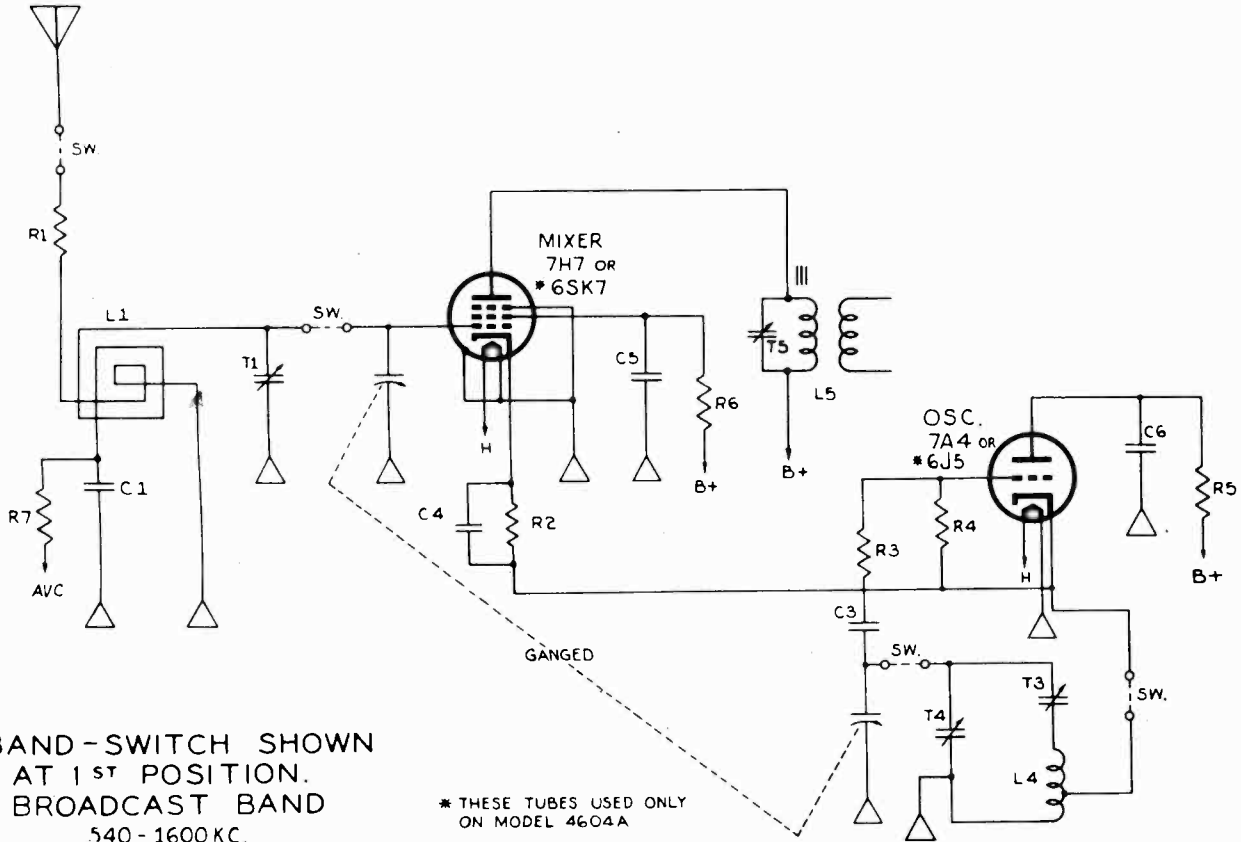 SW.
R1
L1
T1
SW.
MIXER
7H7 OR
* 6SK7
C5
R6
B+
H
T5
L5
B+
OSC.
7A4 OR
* 6J5
C6
R5
B+
R3
R4
H
C4
R2
C1
R7
AVC
C3
SW.
T4
T3
L4
SW.
GANGED
BAND-SWITCH SHOWN
AT 1ST POSITION.
BROADCAST BAND
540-1600 KC.
* THESE TUBES USED ONLY
ON MODEL 4604A